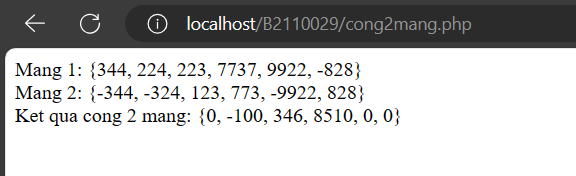 localhost/B2110029/cong2mang.php
Mang 1: {344, 224, 223, 7737, 9922, -828}
Mang 2: {-344, -324, 123, 773, -9922, 828}
Ket qua cong 2 mang: {0, -100, 346, 8510, 0, 0}